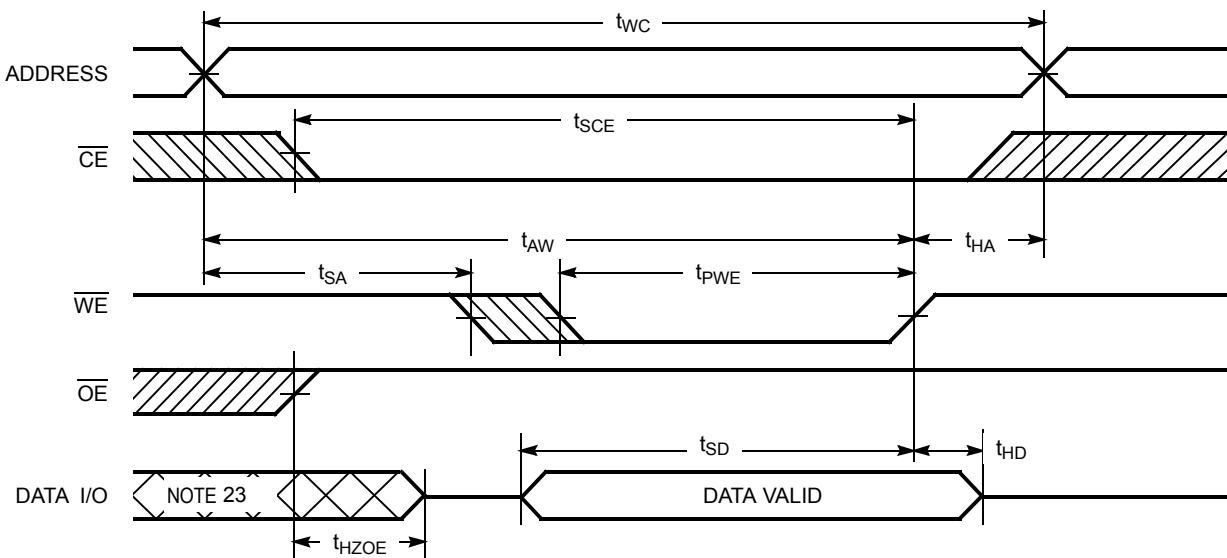 tWC
ADDRESS
tSCE
CE
tAW
tHA
tSA
tPWE
WE
OE
tSD
tHD
DATA I/O
NOTE 23
DATA VALID
tHZOE